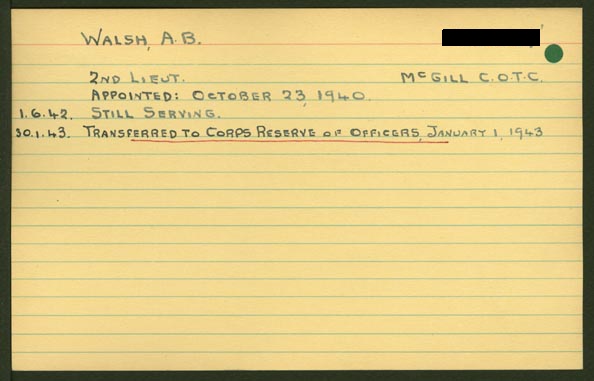 WALSH, A.B.
2ND LIEUT. McGILL C.O.T.C.
APPOINTED: OCTOBER 23, 1940.
1.6.42. STILL SERVING.
30.1.43. TRANSFERRED TO CORPS RESERVE OF OFFICERS, JANUARY 1, 1943